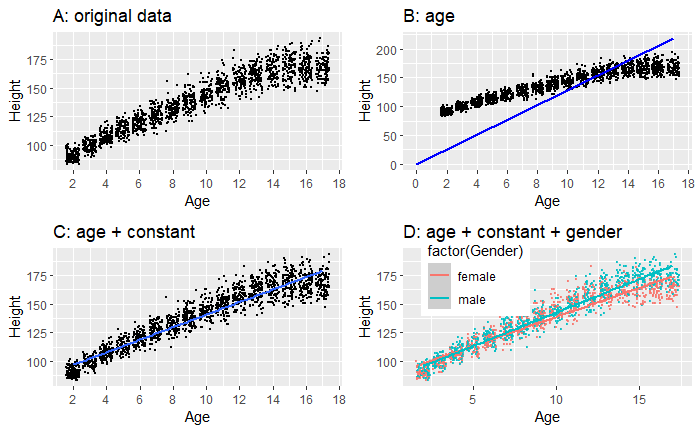 A: original data
Height
175
150
125
100
2 4 6 8 10 12 14 16 18
Age
B: age
Height
200
150
100
50
0
0 2 4 6 8 10 12 14 16 18
Age
C: age + constant
Height
175
150
125
100
2 4 6 8 10 12 14 16 18
Age
D: age + constant + gender
factor(Gender)
female
male
Height
175
150
125
100
5 10 15
Age